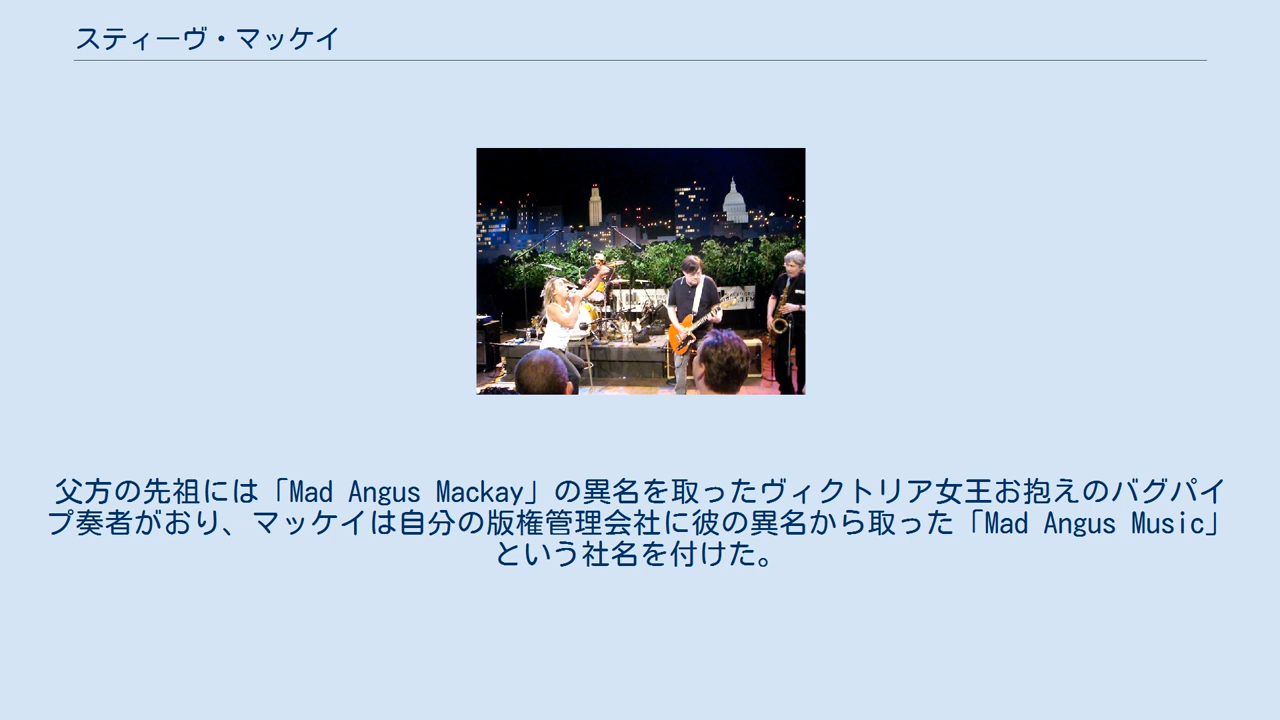 スティーヴ・マッケイ
父方の先祖には「Mad Angus Mackay」の異名を取ったヴィクトリア女王お抱えのバグパイ
プ奏者がおり、マッケイは自分の版権管理会社に彼の異名から取った「Mad Angus Music」
という社名を付けた。